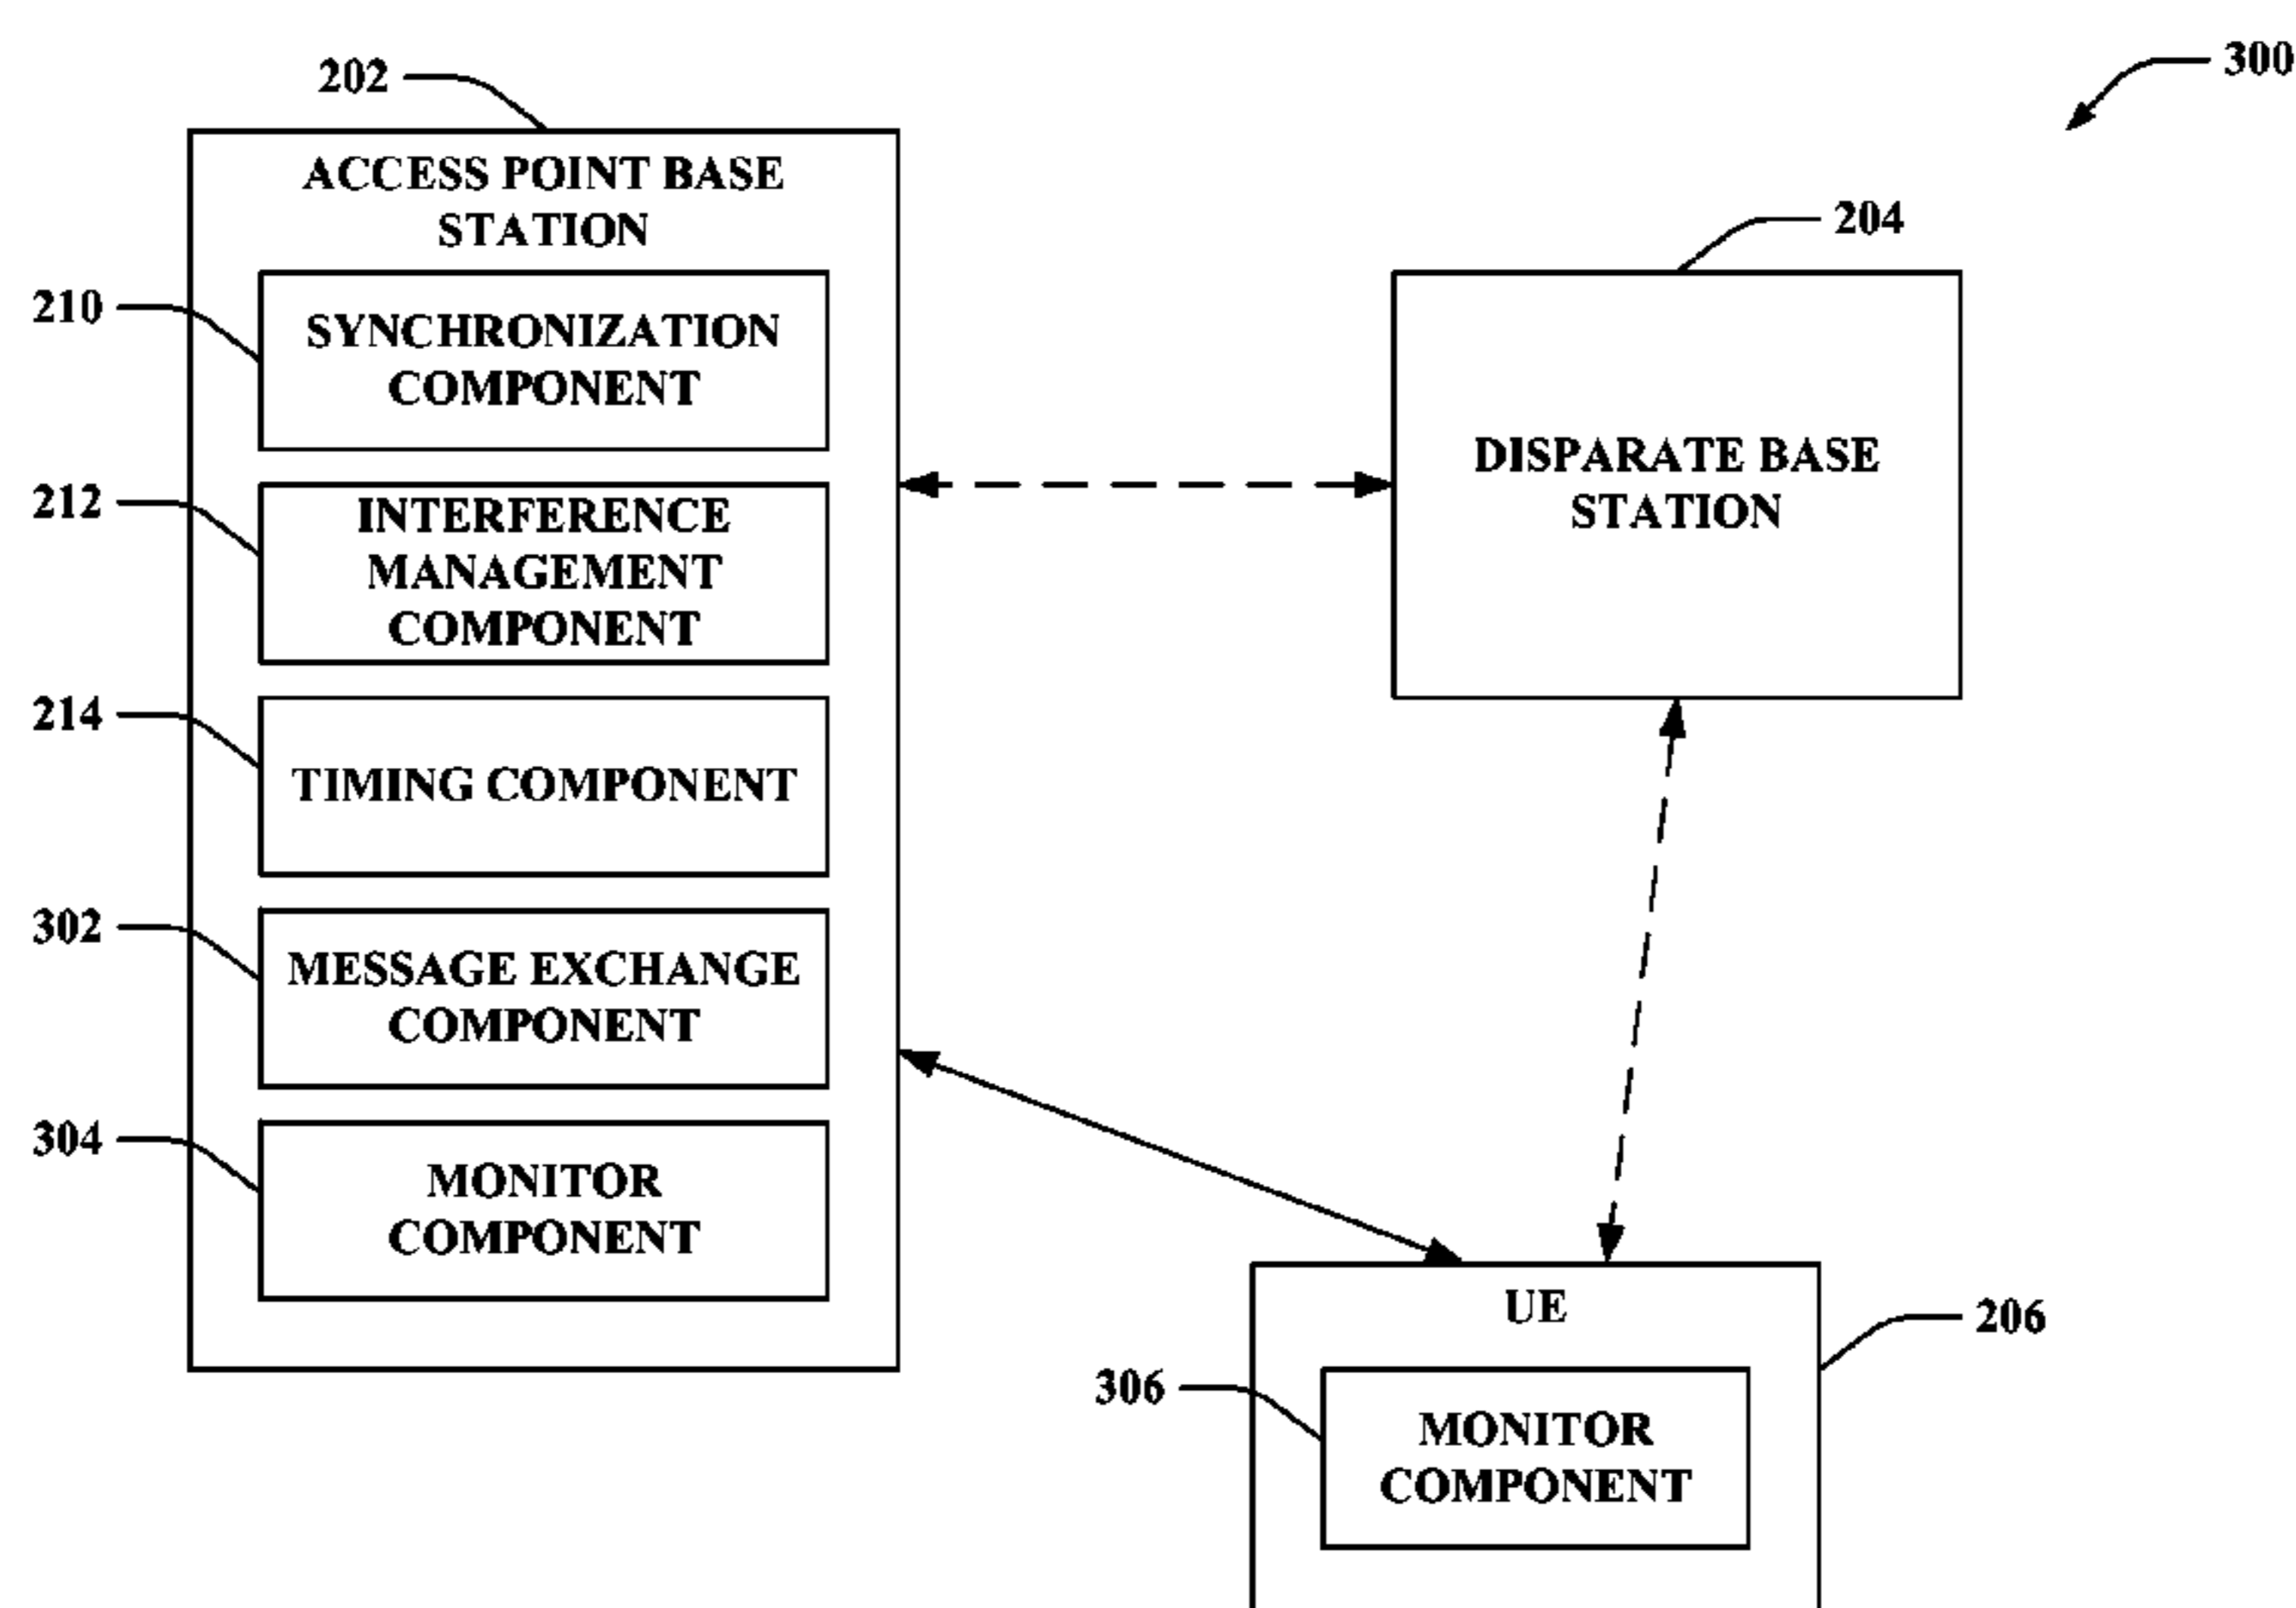 202
300
ACCESS POINT BASE
STATION
204
210
SYNCHRONIZATION
COMPONENT
212
INTERFERENCE
MANAGEMENT
COMPONENT
DISPARATE BASE
STATION
214
TIMING COMPONENT
302
MESSAGE EXCHANGE
COMPONENT
304
MONITOR
COMPONENT
UE
206
306
MONITOR
COMPONENT